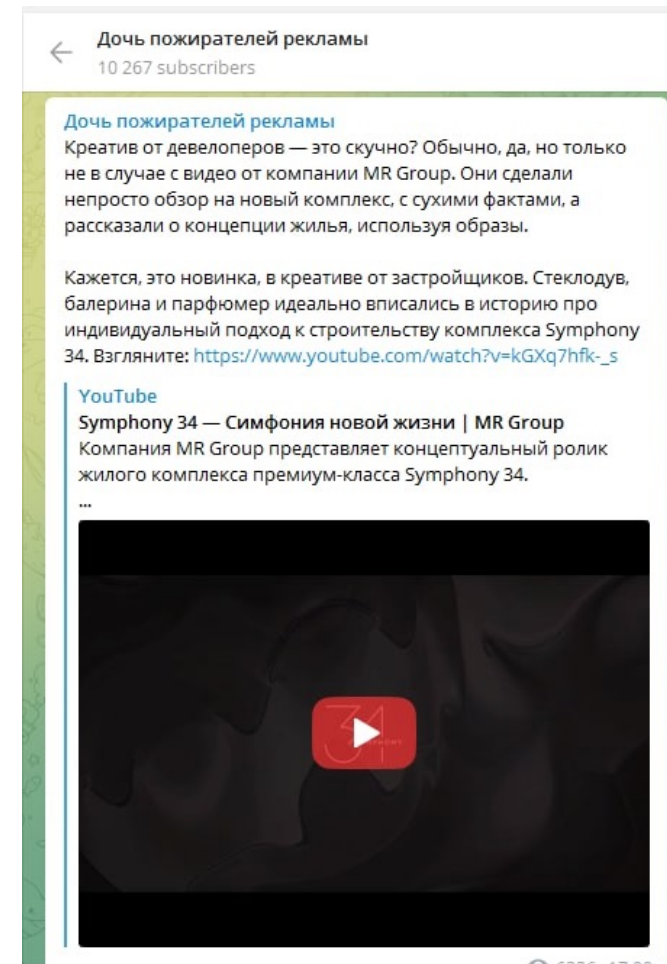 Дочь пожирателей рекламы
10 267 subscribers
Дочь пожирателей рекламы
Креатив от девелоперов — это скучно? Обычно, да, но только
не в случае с видео от компании MR Group. Они сделали
непросто обзор на новый комплекс, с сухими фактами, а
рассказали о концепции жилья, используя образы.
Кажется, это новинка, в креативе от застройщиков. Стеклодув,
балерина и парфюмер идеально вписались в историю про
индивидуальный подход к строительству комплекса Symphony
34. Взгляните: https://www.youtube.com/watch?v=kGXq7hfk-_s
YouTube
Symphony 34 — Симфония новой жизни | MR Group
Компания MR Group представляет концептуальный ролик
жилого комплекса премиум-класса Symphony 34.
...
34